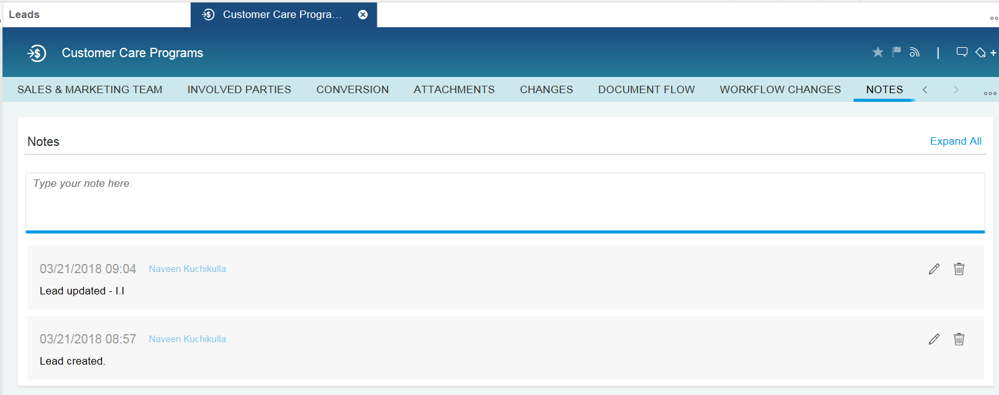 Leads
Customer Care Progra...
Customer Care Programs
SALES & MARKETING TEAM INVOLVED PARTIES CONVERSION ATTACHMENTS CHANGES DOCUMENT FLOW WORKFLOW CHANGES NOTES
Notes
Expand All
Type your note here.
03/21/2018 09:04 Naveen Kuchikulla
Lead updated - I.I
03/21/2018 08:57 Naveen Kuchikulla
Lead created.